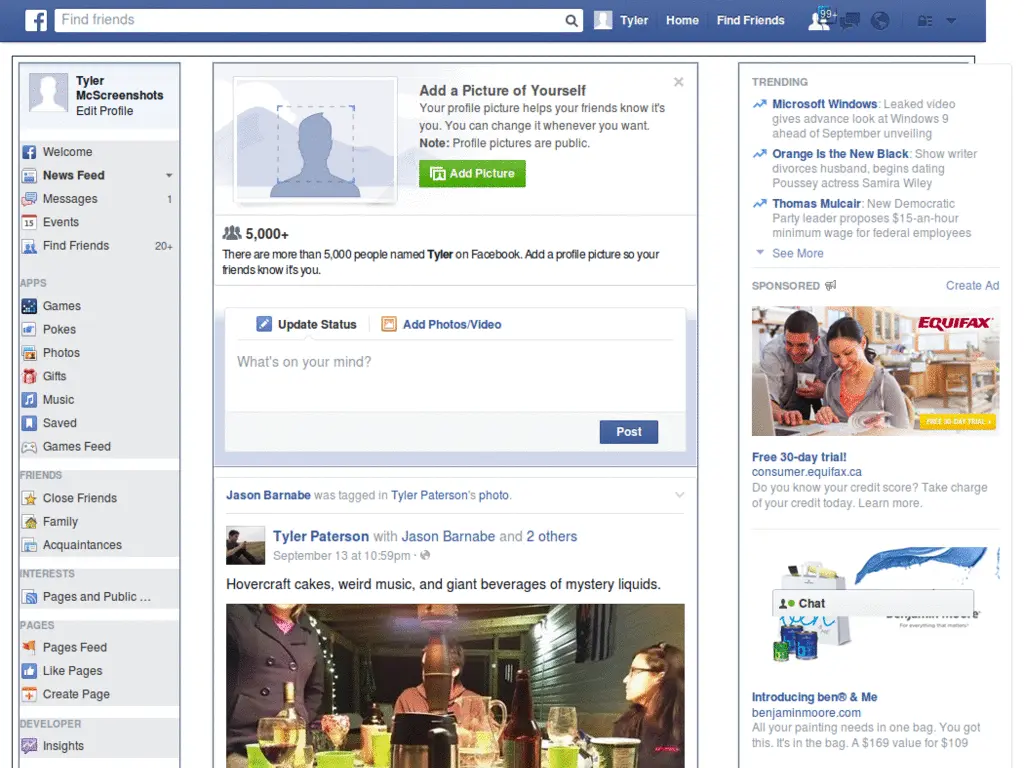 Find friends
Tyler
Home
Find Friends
99+
Tyler
McScreenshots
Edit Profile
Welcome
News Feed
Messages 1
15 Events
Find Friends 20+
APPS
Games
Pokes
Photos
Gifts
Music
Saved
Games Feed
FRIENDS
Close Friends
Family
Acquaintances
INTERESTS
Pages and Public ...
PAGES
Pages Feed
Like Pages
Create Page
DEVELOPER
Insights
Add a Picture of Yourself
Your profile picture helps your friends know it's
you. You can change it whenever you want.
Note: Profile pictures are public.
Add Picture
5,000+
There are more than 5,000 people named Tyler on Facebook. Add a profile picture so your
friends know it's you.
Update Status
Add Photos/Video
What's on your mind?
Post
Jason Barnabe was tagged in Tyler Paterson's photo.
Tyler Paterson with Jason Barnabe and 2 others
September 13 at 10:59pm ·
Hovercraft cakes, weird music, and giant beverages of mystery liquids.
TRENDING
Microsoft Windows: Leaked video
gives advance look at Windows 9
ahead of September unveiling
Orange Is the New Black: Show writer
divorces husband, begins dating
Poussey actress Samira Wiley
Thomas Mulcair: New Democratic
Party leader proposes $15-an-hour
minimum wage for federal employees
See More
SPONSORED
Create Ad
EQUIFAX
FREE 30-DAY TRIAL >
Free 30-day trial!
consumer.equifax.ca
Do you know your credit score? Take charge
of your credit today. Learn more.
Chat
ben
Benjamin Moore
For everything that matters
Introducing ben® & Me
benjaminmoore.com
All your painting needs in one bag. You got
this. It's in the bag. A $169 value for $109